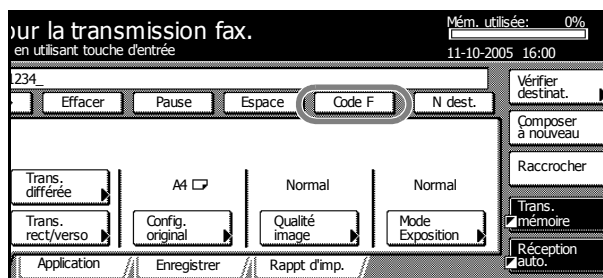 our la transmission fax.
en utilisant touche d'entrée
Mém. utilisée: 0%
11-10-2005 16:00
1234_
Effacer Pause Espace Code F N dest.
Vérifier
destinat.
Composer
à nouveau
Raccrocher
Trans.
différée
A4 Normal Normal
Trans.
rect/verso
Config.
original
Qualité
image
Mode
Exposition
Trans.
mémoire
Réception
auto.
Application Enregistrer Rappt d'imp.